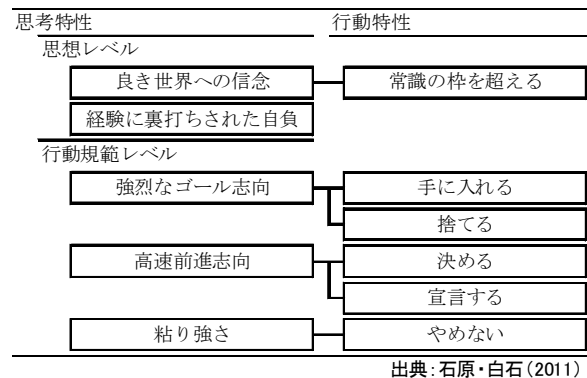 思考特性 行動特性
思想レベル
良き世界への信念 常識の枠を超える
経験に裏打ちされた自負
行動規範レベル
強烈なゴール志向 手に入れる
捨てる
高速前進志向 決める
宣言する
粘り強さ やめない
出典：石原・白石（2011）